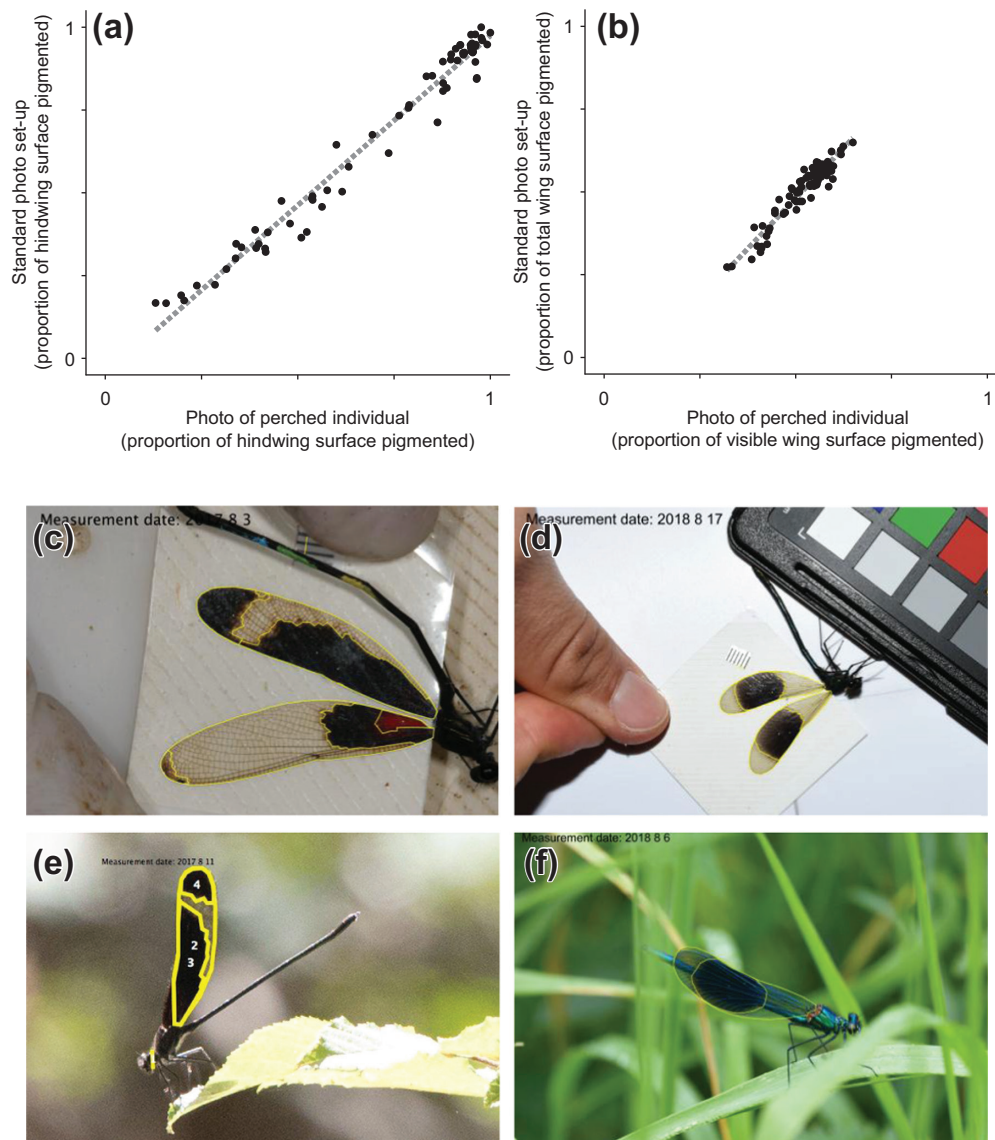 (a)
1
0
Standard photo set-up
(proportion of hindwing surface pigmented)
0
1
Photo of perched individual
(proportion of hindwing surface pigmented)
(b)
1
0
Standard photo set-up
(proportion of total wing surface pigmented)
0
1
Photo of perched individual
(proportion of visible wing surface pigmented)
(c)
Measurement date: 2017 8 3
(d)
Measurement date: 2018 8 17
(e)
Measurement date: 2017 8 11
4
2
3
(f)
Measurement date: 2018 8 6